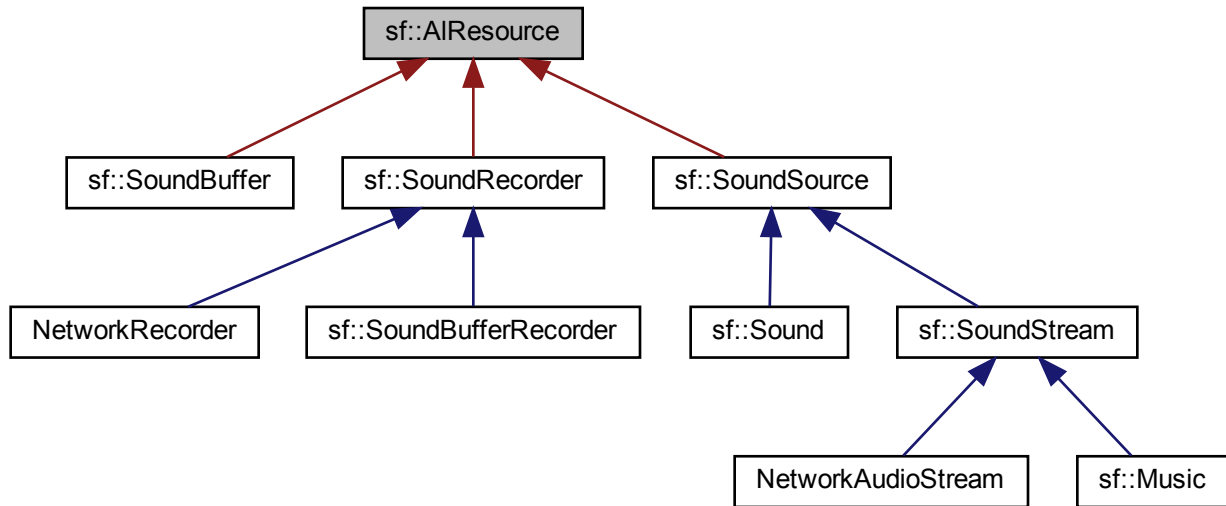 sf::AlResource
sf::SoundBuffer
sf::SoundRecorder
sf::SoundSource
NetworkRecorder
sf::SoundBufferRecorder
sf::Sound
sf::SoundStream
NetworkAudioStream
sf::Music